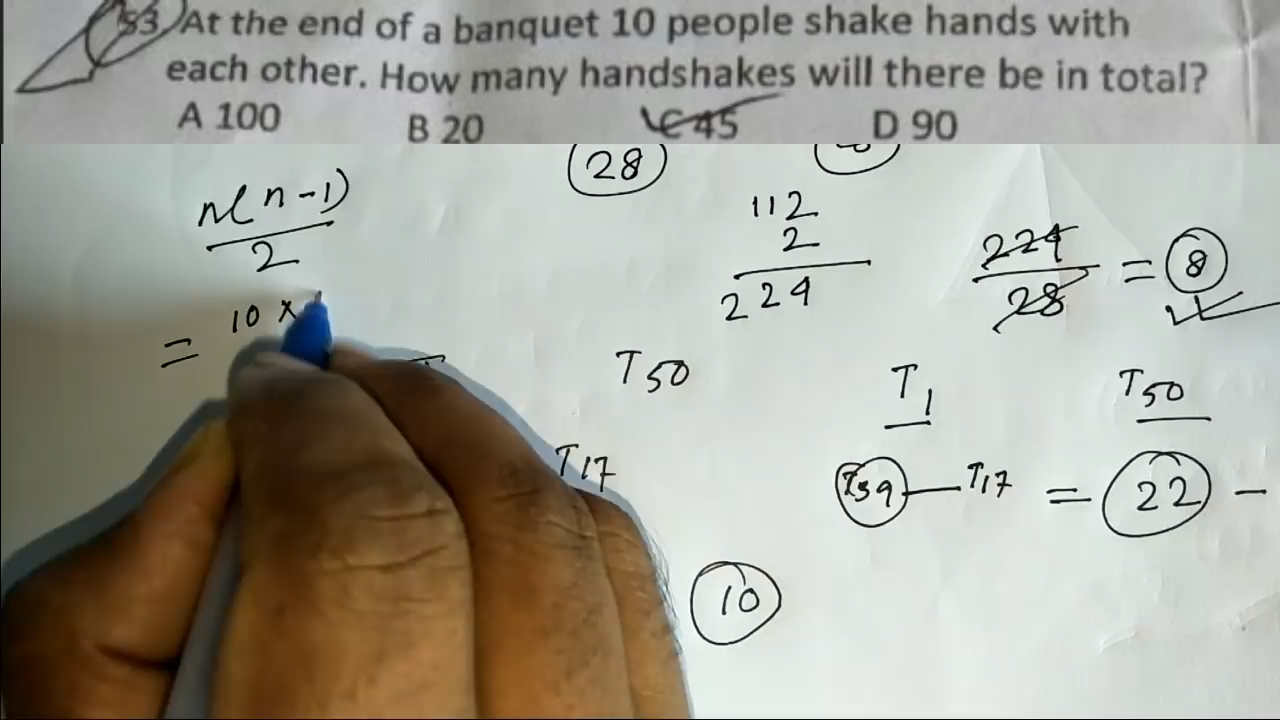 53 At the end of a banquet 10 people shake hands with
each other. How many handshakes will there be in total?
A 100 B 20 C 45 D 90
28
n(n-1)
2
112
2
224
224
28
= 8
= 10 ×
T50
T1
T50
T17
T39 — T17 = 22 -
10